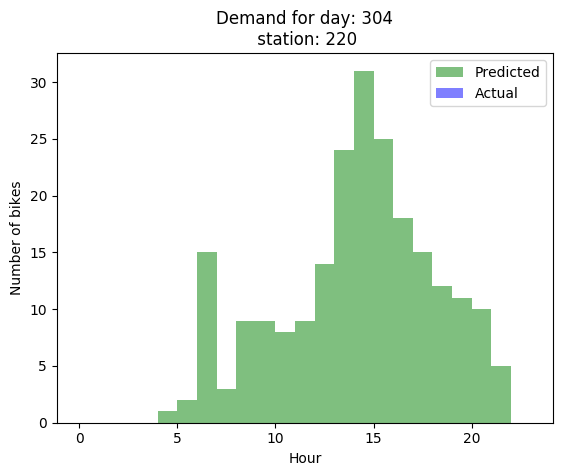 Demand for day: 304
station: 220
Predicted
Actual
Number of bikes
30
25
20
15
10
5
0
0
5
10
15
20
Hour